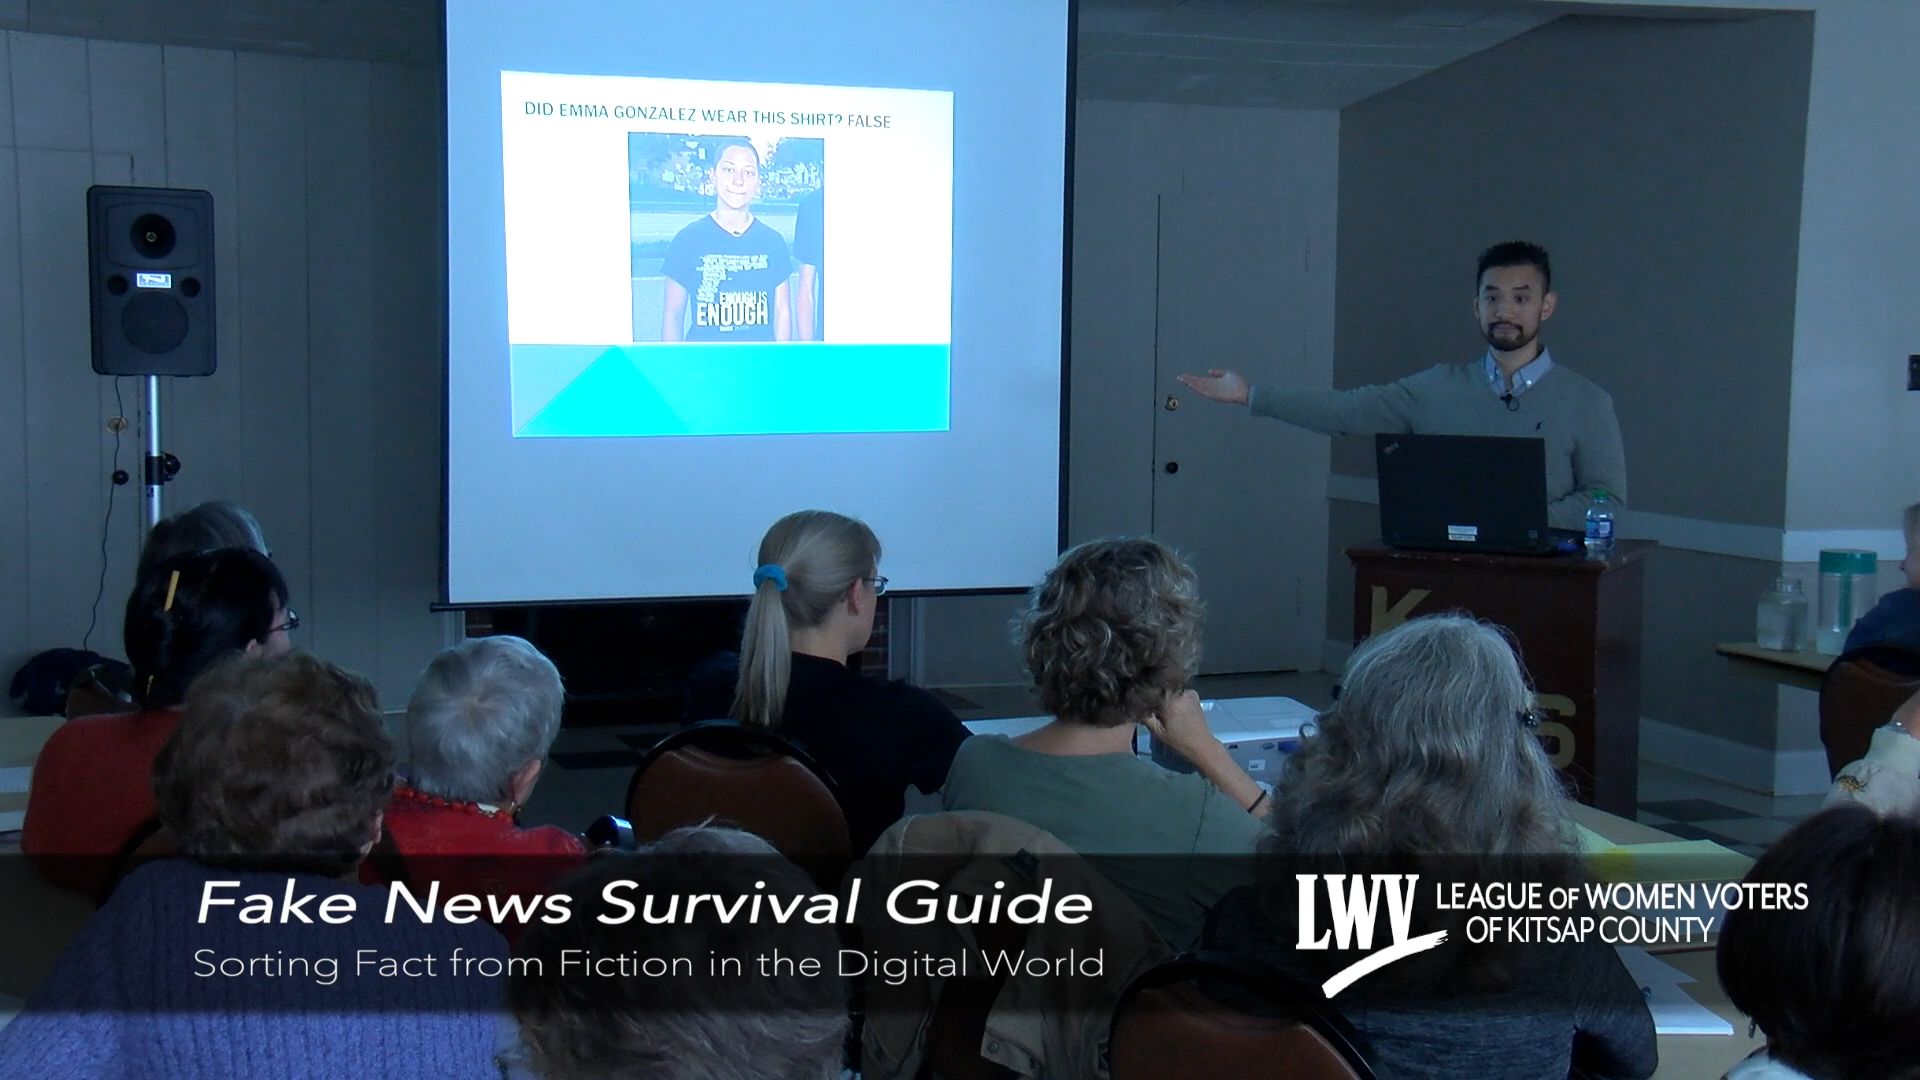 DID EMMA GONZALEZ WEAR THIS SHIRT? FALSE
ENOUGH IS
ENOUGH
K
S
Fake News Survival Guide
Sorting Fact from Fiction in the Digital World
LWV LEAGUE OF WOMEN VOTERS
OF KITSAP COUNTY